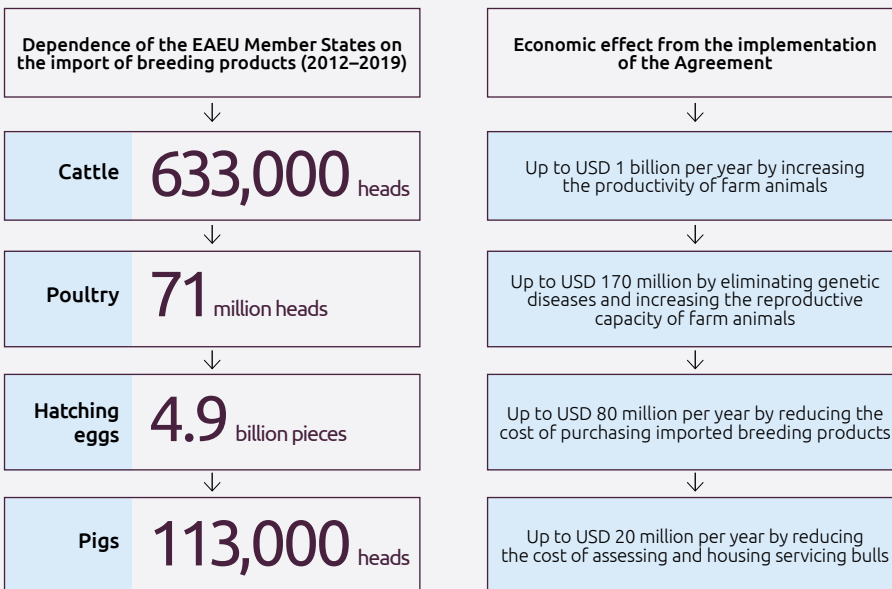 Dependence of the EAEU Member States on
the import of breeding products (2012–2019)
Cattle
633,000 heads
Poultry
71 million heads
Hatching
eggs
4.9 billion pieces
Pigs
113,000 heads
Economic effect from the implementation
of the Agreement
Up to USD 1 billion per year by increasing
the productivity of farm animals
Up to USD 170 million by eliminating genetic
diseases and increasing the reproductive
capacity of farm animals
Up to USD 80 million per year by reducing the
cost of purchasing imported breeding products
Up to USD 20 million per year by reducing
the cost of assessing and housing servicing bulls